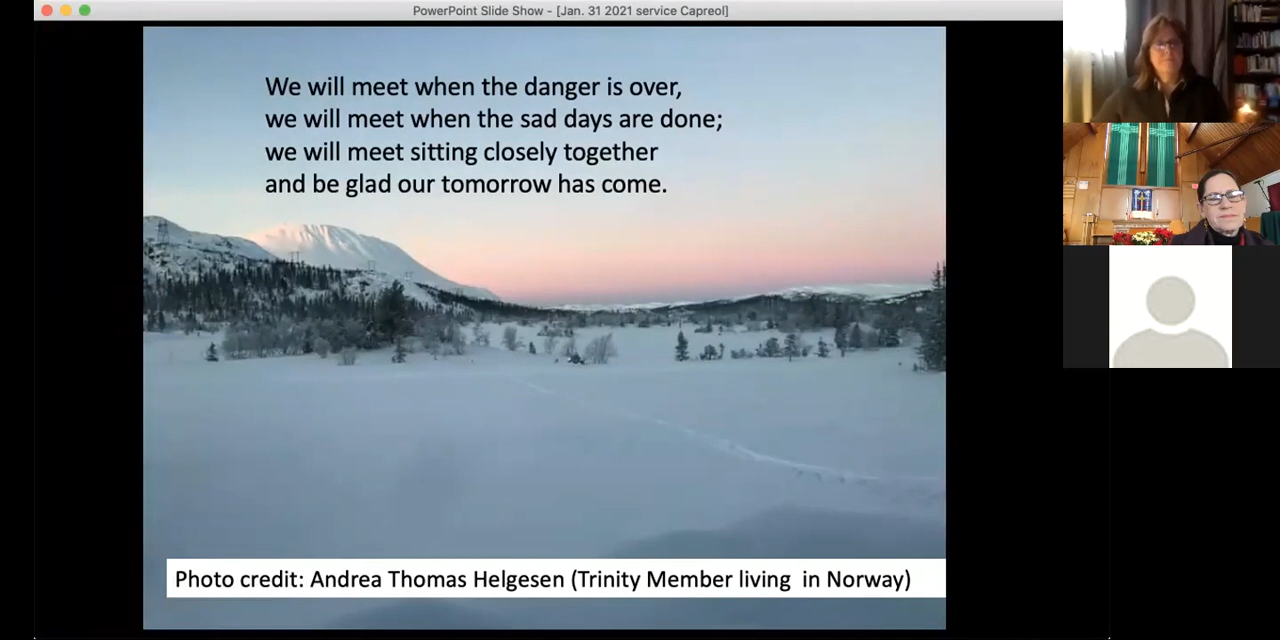 PowerPoint Slide Show - [Jan. 31 2021 service Capreol]
We will meet when the danger is over,
we will meet when the sad days are done;
we will meet sitting closely together
and be glad our tomorrow has come.
Photo credit: Andrea Thomas Helgesen (Trinity Member living  in Norway)